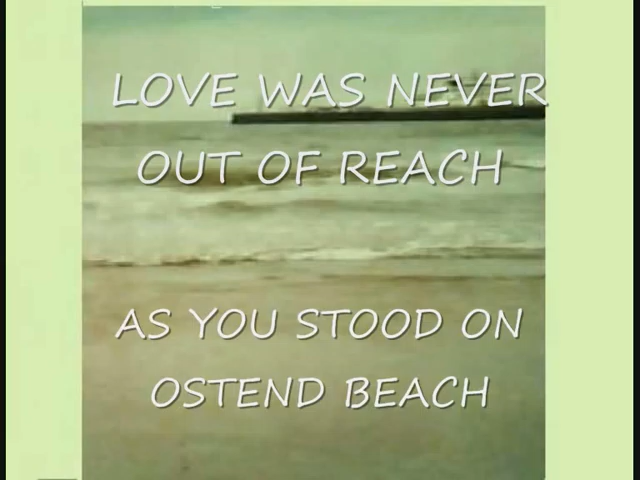 LOVE WAS NEVER
OUT OF REACH
AS YOU STOOD ON
OSTEND BEACH